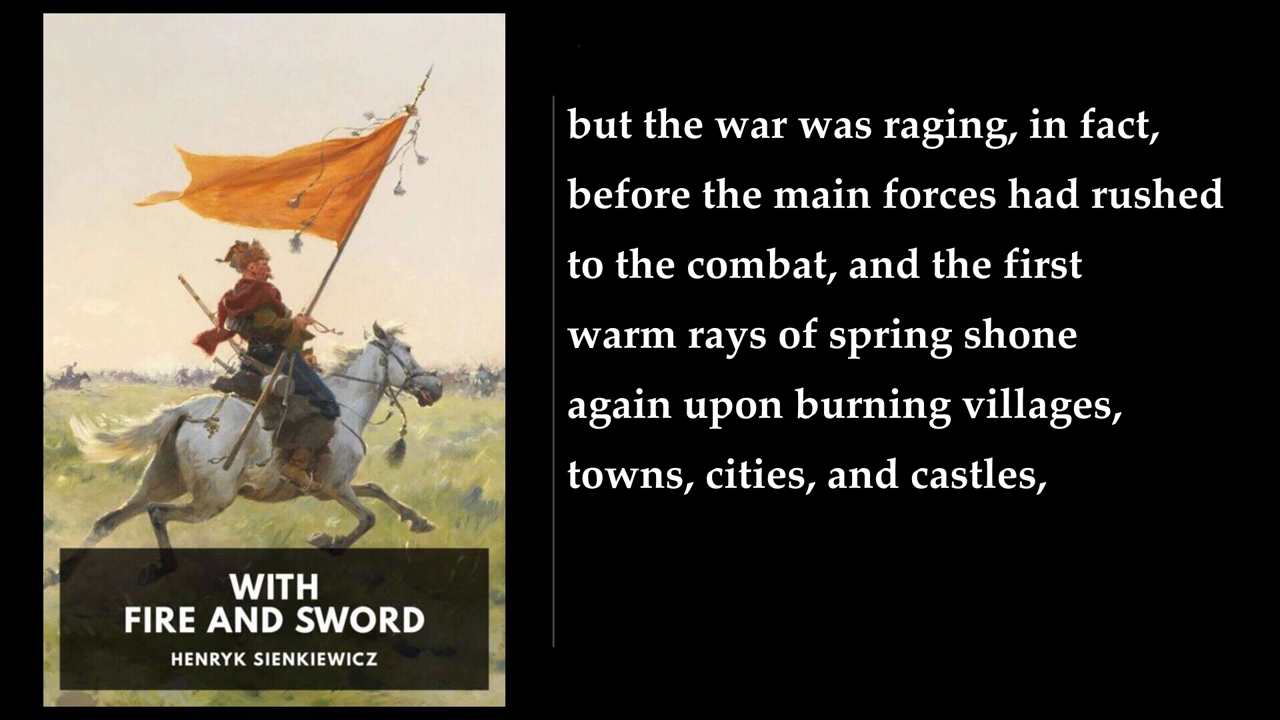 but the war was raging, in fact,
before the main forces had rushed
to the combat, and the first
warm rays of spring shone
again upon burning villages,
towns, cities, and castles,
WITH
FIRE AND SWORD
HENRYK SIENKIEWICZ